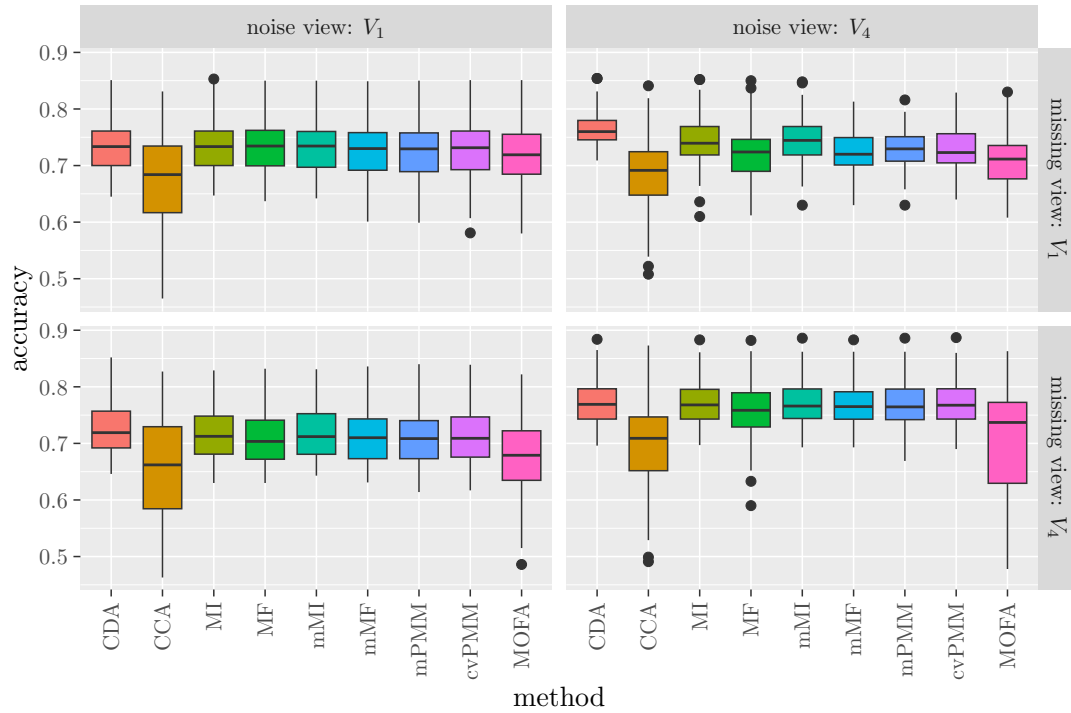 noise view: V₁
noise view: V₄
accuracy
0.9
0.8
0.7
0.6
0.5
missing view: V₁
0.9
0.8
0.7
0.6
0.5
missing view: V₄
CDA
CCA
MI
MF
mMI
mMF
mPMM
cvPMM
MOFA
CDA
CCA
MI
MF
mMI
mMF
mPMM
cvPMM
MOFA
method